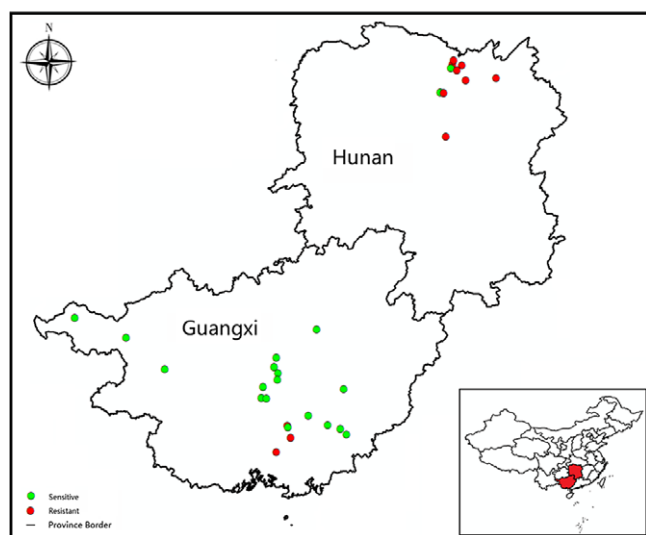 N
Hunan
Guangxi
Sensitive
Resistant
Province Border